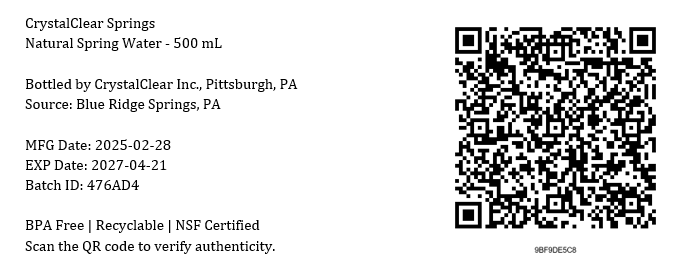 CrystalClear Springs
Natural Spring Water - 500 mL
Bottled by CrystalClear Inc., Pittsburgh, PA
Source: Blue Ridge Springs, PA
MFG Date: 2025-02-28
EXP Date: 2027-04-21
Batch ID: 476AD4
BPA Free | Recyclable | NSF Certified
Scan the QR code to verify authenticity.
9BF9DE5C8